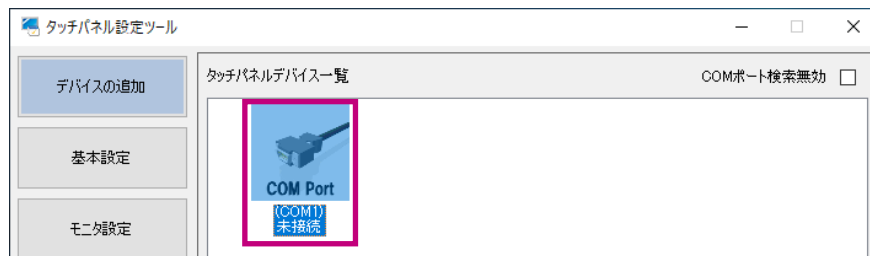 タッチパネル設定ツール
デバイスの追加
タッチパネルデバイス一覧
COMポート検索無効
基本設定
モニタ設定
COM Port
(COM1)
未接続